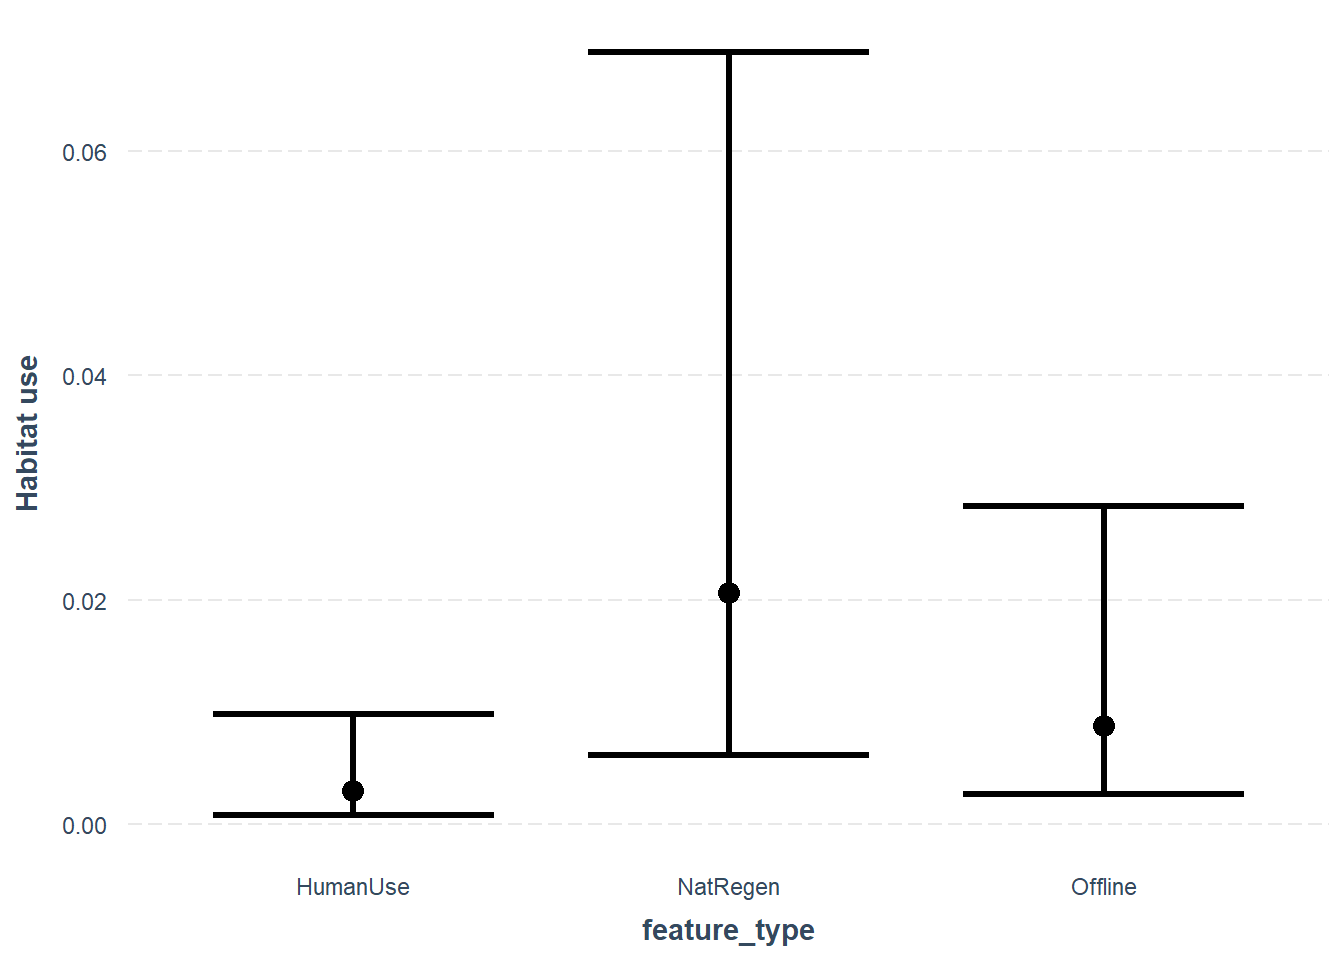 Habitat use
0.06
0.04
0.02
0.00
HumanUse
NatRegen
Offline
feature_type